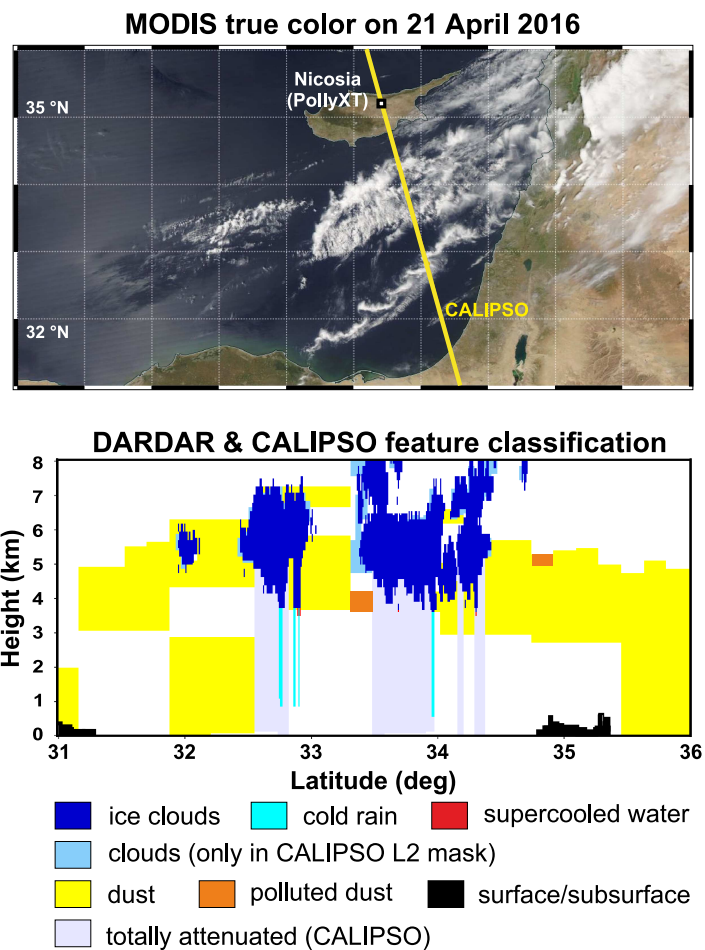 MODIS true color on 21 April 2016
Nicosia
(PollyXT)
35 °N
CALIPSO
32 °N
DARDAR & CALIPSO feature classification
8
7
6
5
4
3
2
1
0
Height (km)
31 32 33 34 35 36
Latitude (deg)
ice clouds cold rain supercooled water
clouds (only in CALIPSO L2 mask)
dust polluted dust surface/subsurface
totally attenuated (CALIPSO)